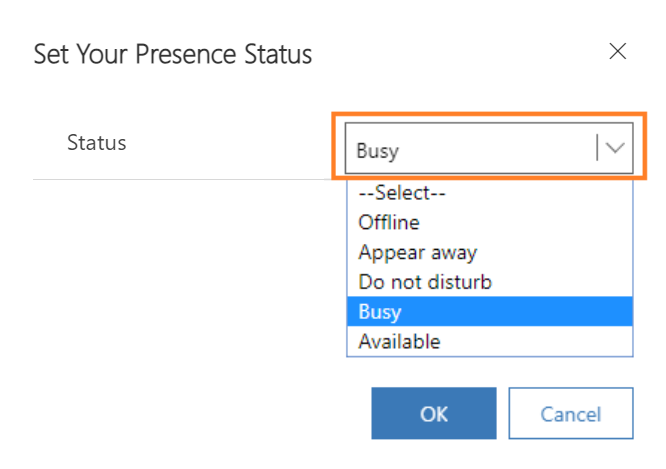 Set Your Presence Status
Status
Busy
--Select--
Offline
Appear away
Do not disturb
Busy
Available
OK
Cancel